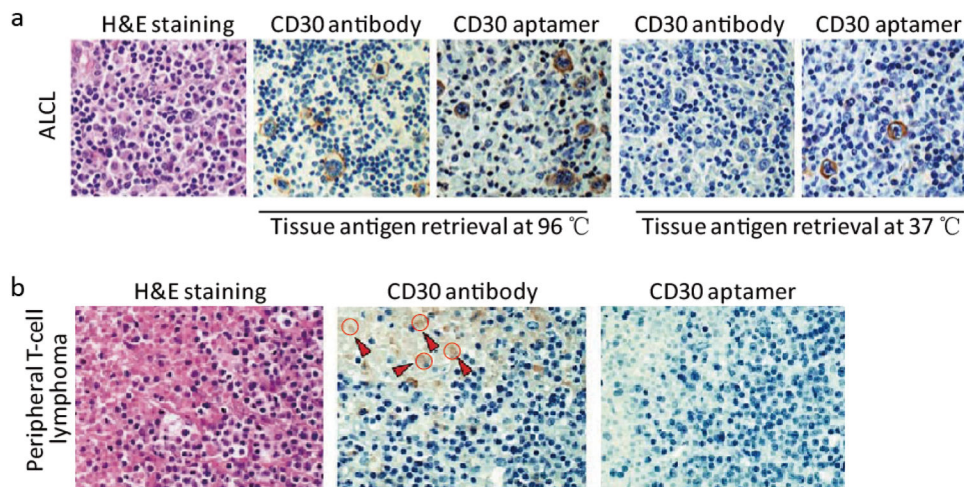 a
H&E staining CD30 antibody CD30 aptamer CD30 antibody CD30 aptamer
ALCL
Tissue antigen retrieval at 96 ℃ Tissue antigen retrieval at 37 ℃
b
H&E staining CD30 antibody CD30 aptamer
Peripheral T-cell
lymphoma